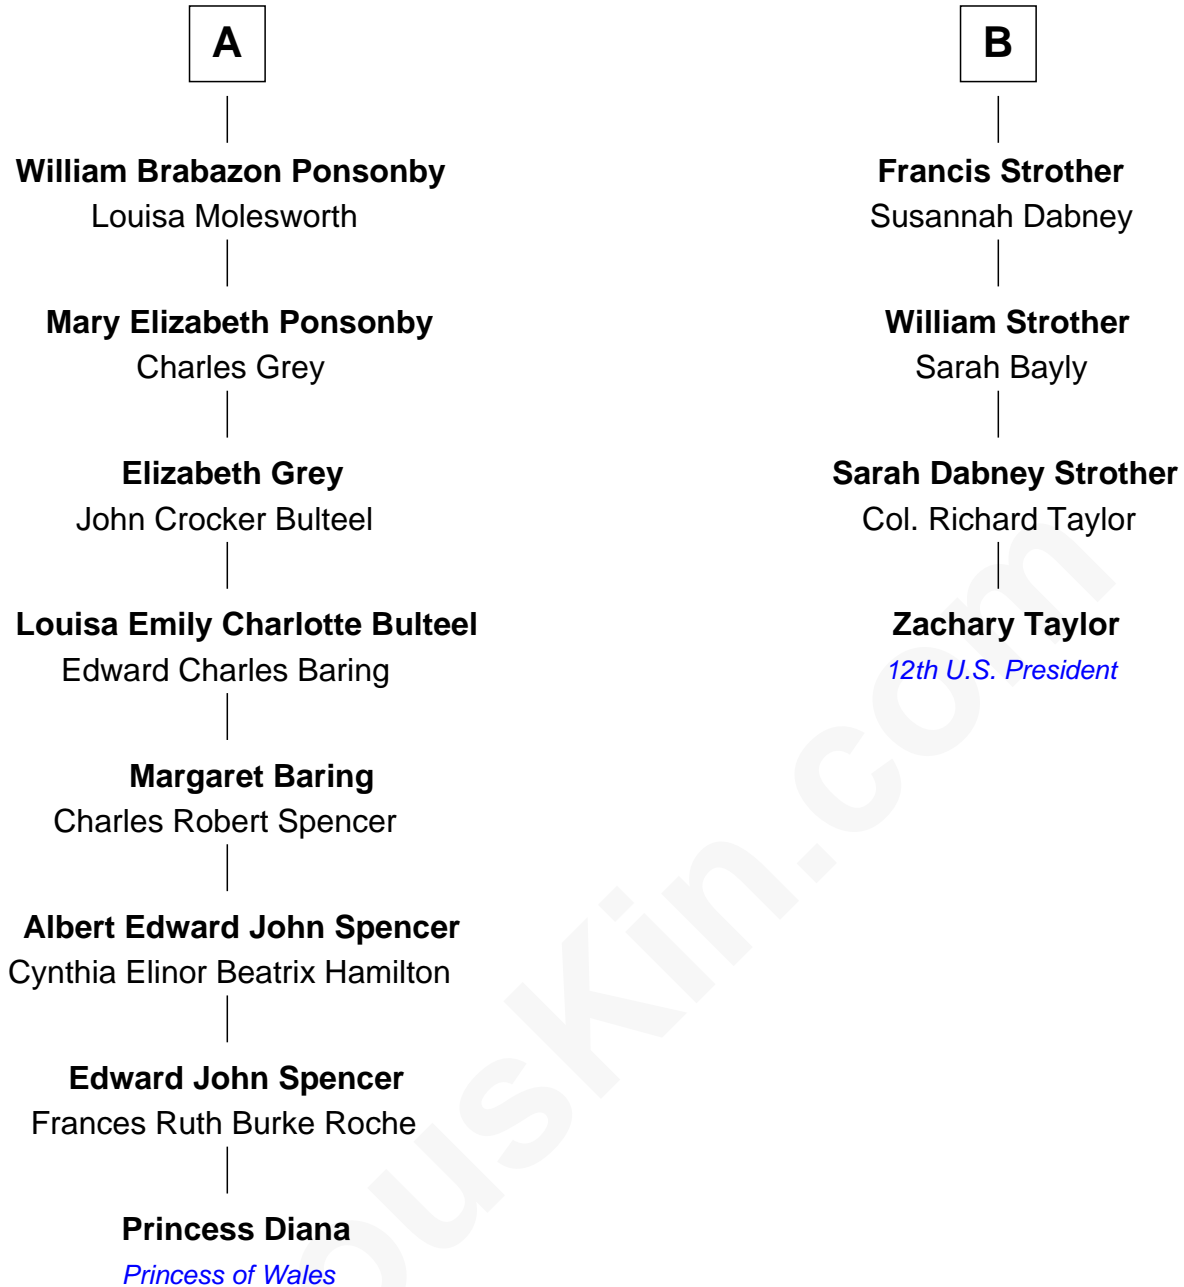 A
William Brabazon Ponsonby
Louisa Molesworth
Mary Elizabeth Ponsonby
Charles Grey
Elizabeth Grey
John Crocker Bulteel
Louisa Emily Charlotte Bulteel
Edward Charles Baring
Margaret Baring
Charles Robert Spencer
Albert Edward John Spencer
Cynthia Elinor Beatrix Hamilton
Edward John Spencer
Frances Ruth Burke Roche
Princess Diana
Princess of Wales
B
Francis Strother
Susannah Dabney
William Strother
Sarah Bayly
Sarah Dabney Strother
Col. Richard Taylor
Zachary Taylor
12th U.S. President
ousKin.com